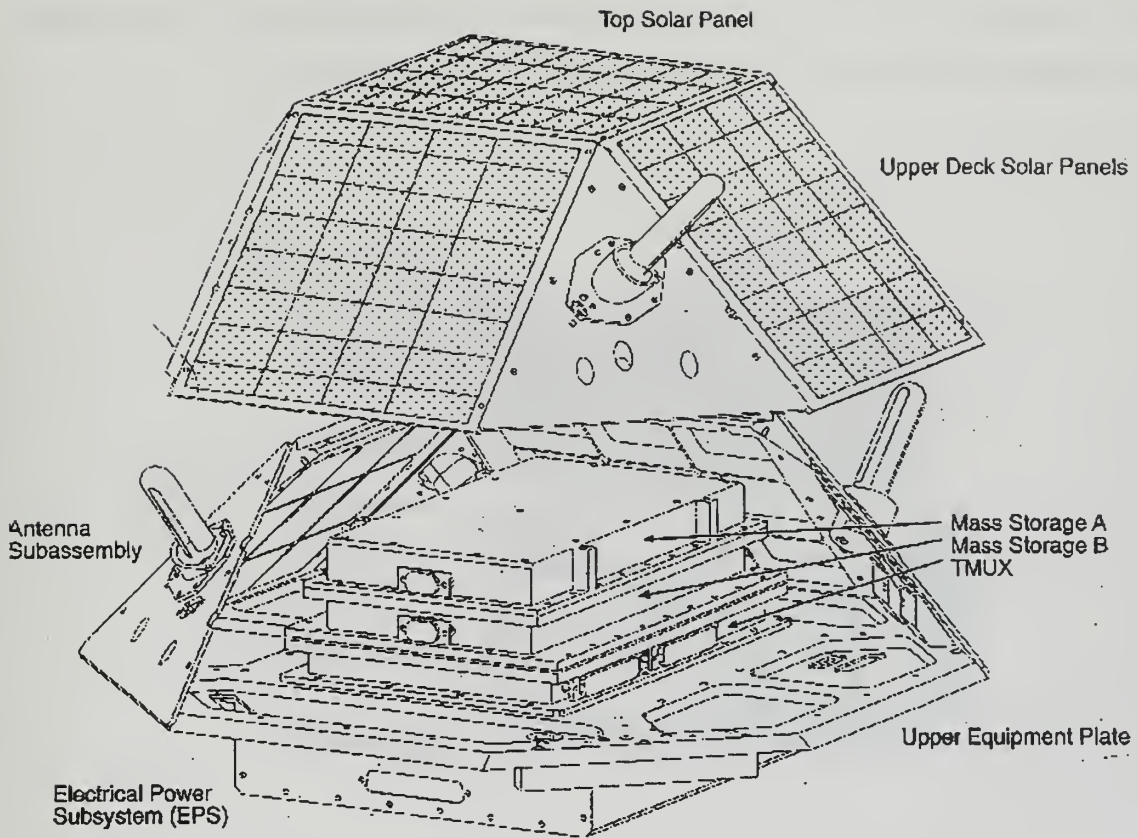 Top Solar Panel
Upper Deck Solar Panels
Antenna
Subassembly
Mass Storage A
Mass Storage B
TMUX
Upper Equipment Plate
Electrical Power
Subsystem (EPS)